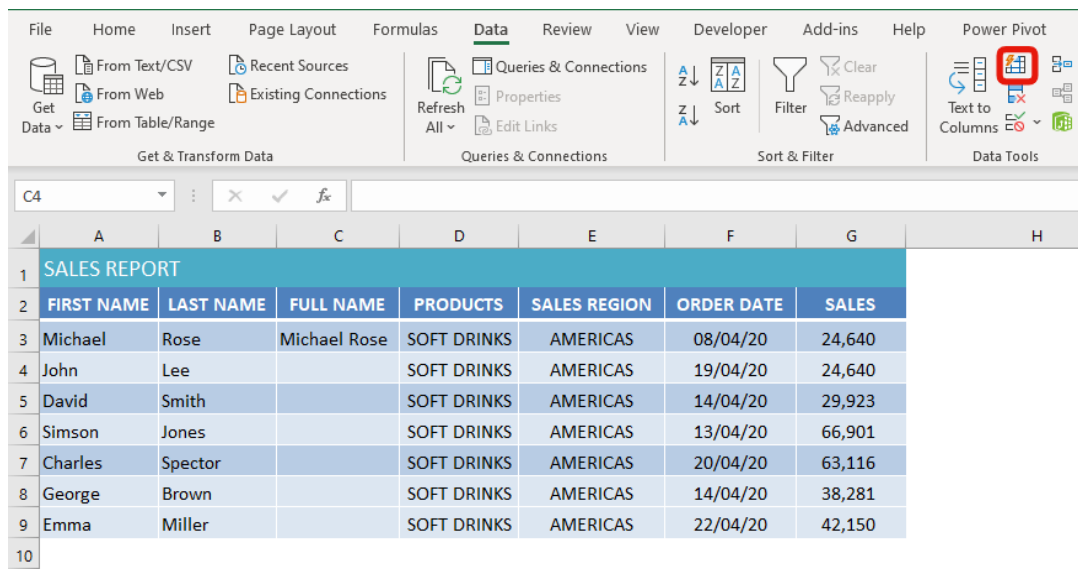 File Home Insert Page Layout Formulas Data Review View Developer Add-ins Help Power Pivot
Get Data
From Text/CSV
From Web
From Table/Range
Recent Sources
Existing Connections
Get & Transform Data
Refresh All
Queries & Connections
Properties
Edit Links
Queries & Connections
Sort
Filter
Clear
Reapply
Advanced
Sort & Filter
Text to Columns
Data Tools
C4 fx
A B C D E F G H
1 SALES REPORT
2 FIRST NAME LAST NAME FULL NAME PRODUCTS SALES REGION ORDER DATE SALES
3 Michael Rose Michael Rose SOFT DRINKS AMERICAS 08/04/20 24,640
4 John Lee SOFT DRINKS AMERICAS 19/04/20 24,640
5 David Smith SOFT DRINKS AMERICAS 14/04/20 29,923
6 Simson Jones SOFT DRINKS AMERICAS 13/04/20 66,901
7 Charles Spector SOFT DRINKS AMERICAS 20/04/20 63,116
8 George Brown SOFT DRINKS AMERICAS 14/04/20 38,281
9 Emma Miller SOFT DRINKS AMERICAS 22/04/20 42,150
10